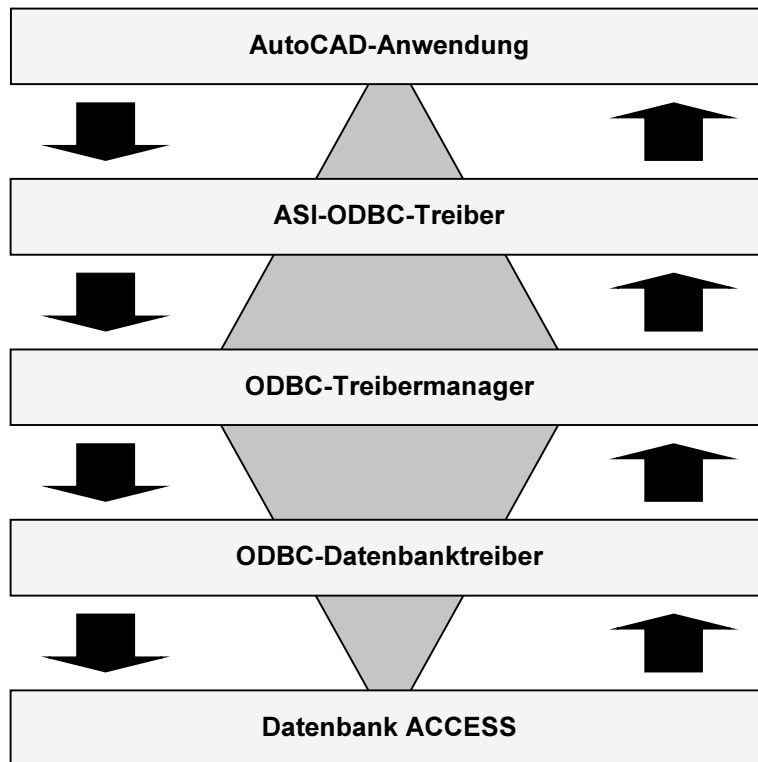 AutoCAD-Anwendung
ASI-ODBC-Treiber
ODBC-Treibermanager
ODBC-Datenbanktreiber
Datenbank ACCESS